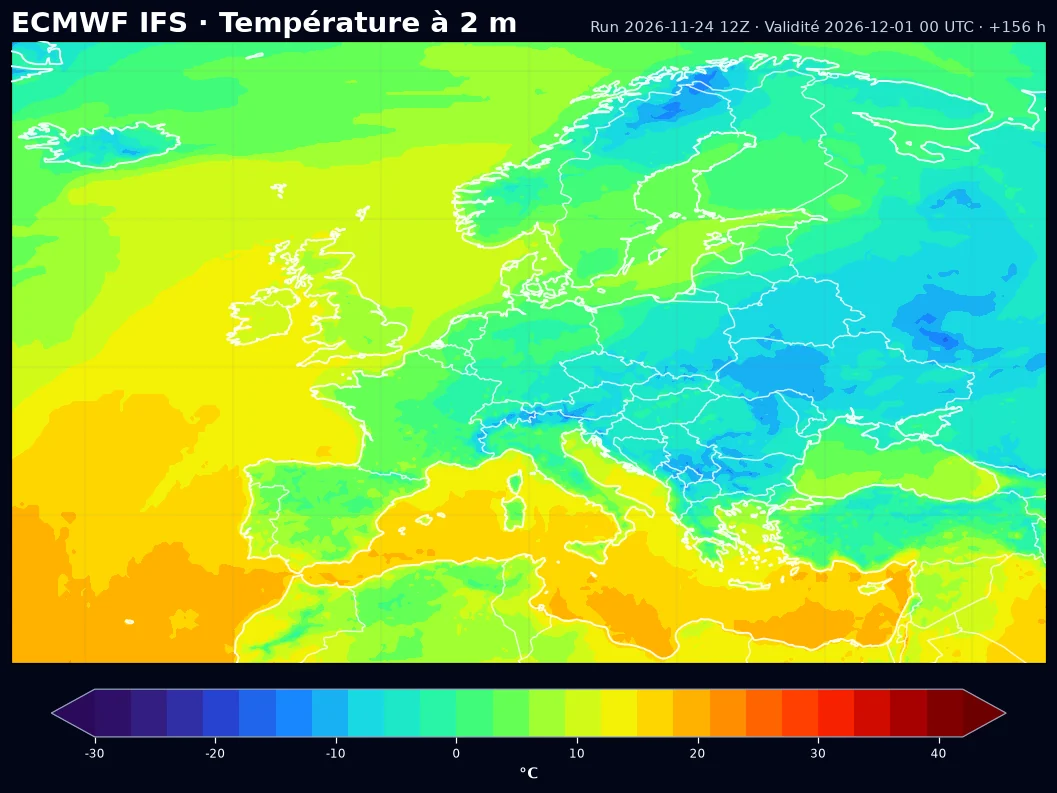 ECMWF IFS · Température à 2 m
Run 2026-11-24 12Z · Validité 2026-12-01 00 UTC · +156 h
-30 -20 -10 0 10 20 30 40
°C